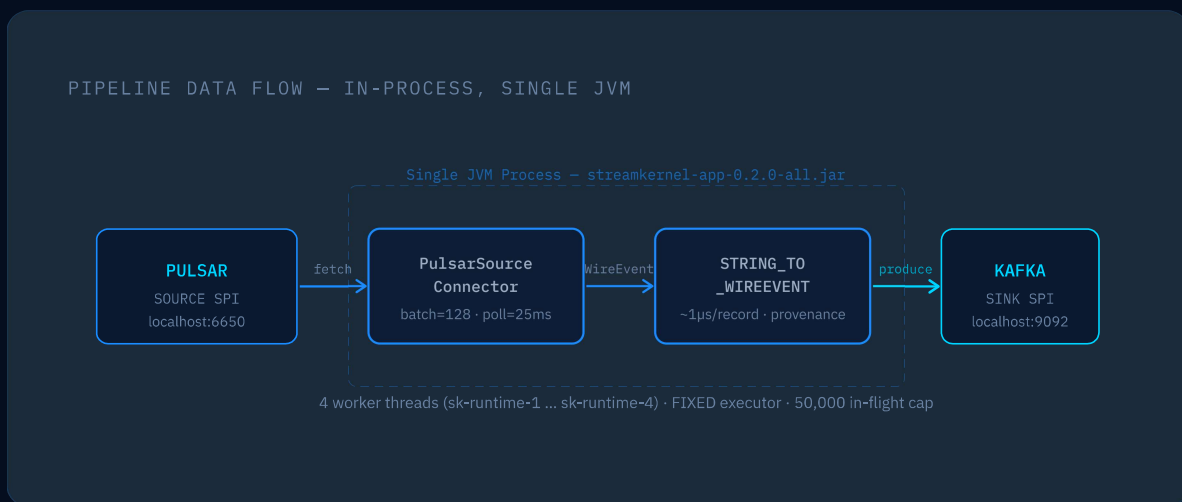 PIPELINE DATA FLOW — IN-PROCESS, SINGLE JVM
Single JVM Process — streamkernel-app-0.2.0-all.jar
PULSAR
SOURCE SPI
localhost:6650
fetch
PulsarSource
Connector
batch=128 · poll=25ms
WireEvent
STRING_TO
_WIREEVENT
~1μs/record · provenance
produce
KAFKA
SINK SPI
localhost:9092
4 worker threads (sk-runtime-1 ... sk-runtime-4) · FIXED executor · 50,000 in-flight cap